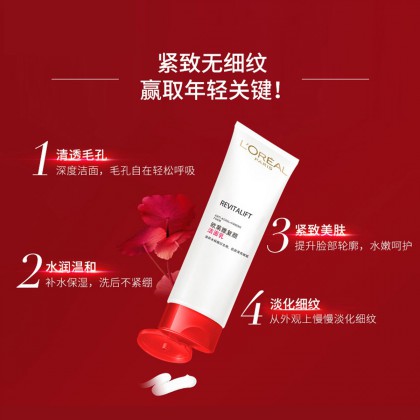 紧致无细纹
赢取年轻关键！
1 清透毛孔
深度洁面，毛孔自在轻松呼吸
2 水润温和
补水保湿，洗后不紧绷
L'ORÉAL
PARIS
REVITALIFT
洁面乳
3 紧致美肤
提升脸部轮廓，水嫩呵护
4 淡化细纹
从外观上慢慢淡化细纹